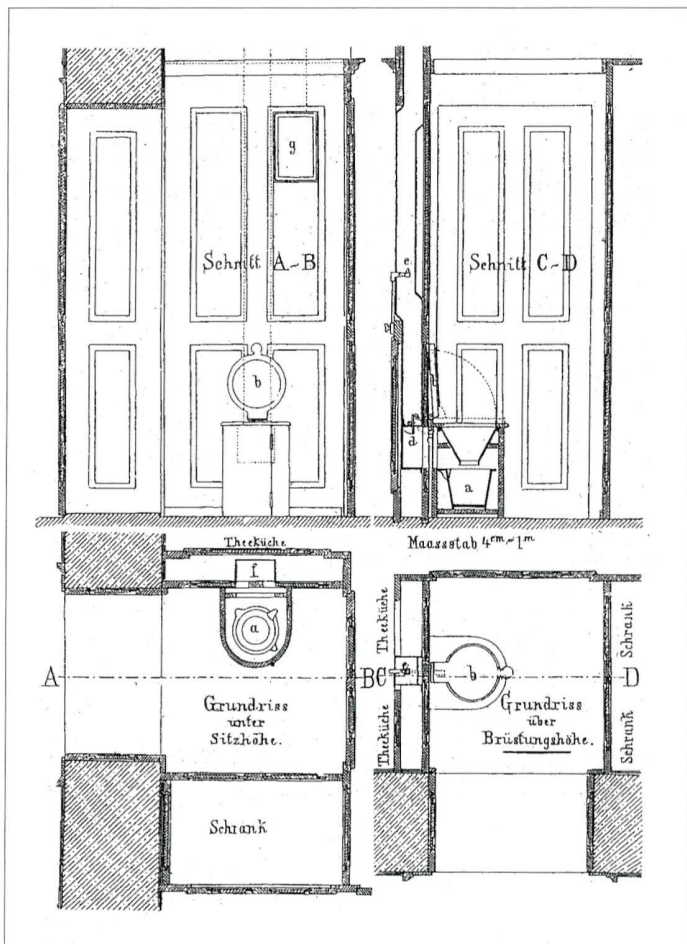 g
Schnitt A-B
b
e
Schnitt C-D
d
a
Theeküche
Maassstab 4cm = 1m
f
a
A
B
Grundriss
unter
Sitzhöhe.
Schrank
Theeküche
Theeküche
C
b
D
Grundriss
über
Brüstungshöhe.
Schrank
Schrank